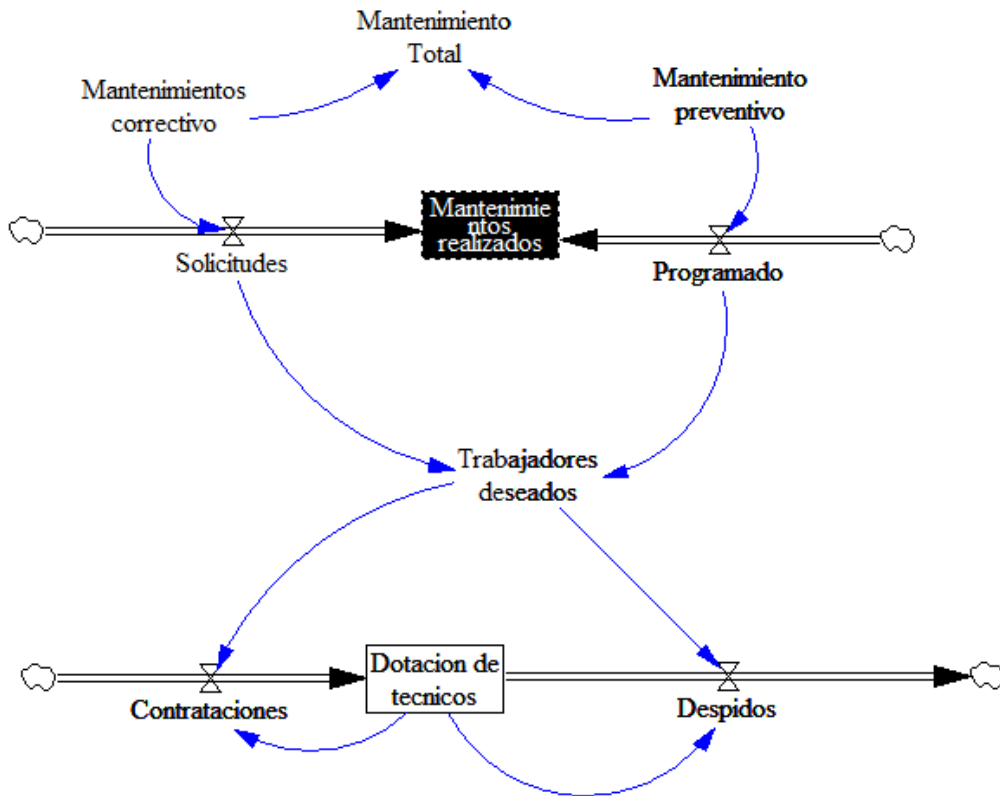 Mantenimiento
Total
Mantenimientos
correctivo
Mantenimiento
preventivo
Mantenimie
ntos
realizados
Solicitudes
Programado
Trabajadores
deseados
Dotacion de
tecnicos
Contrataciones
Despidos